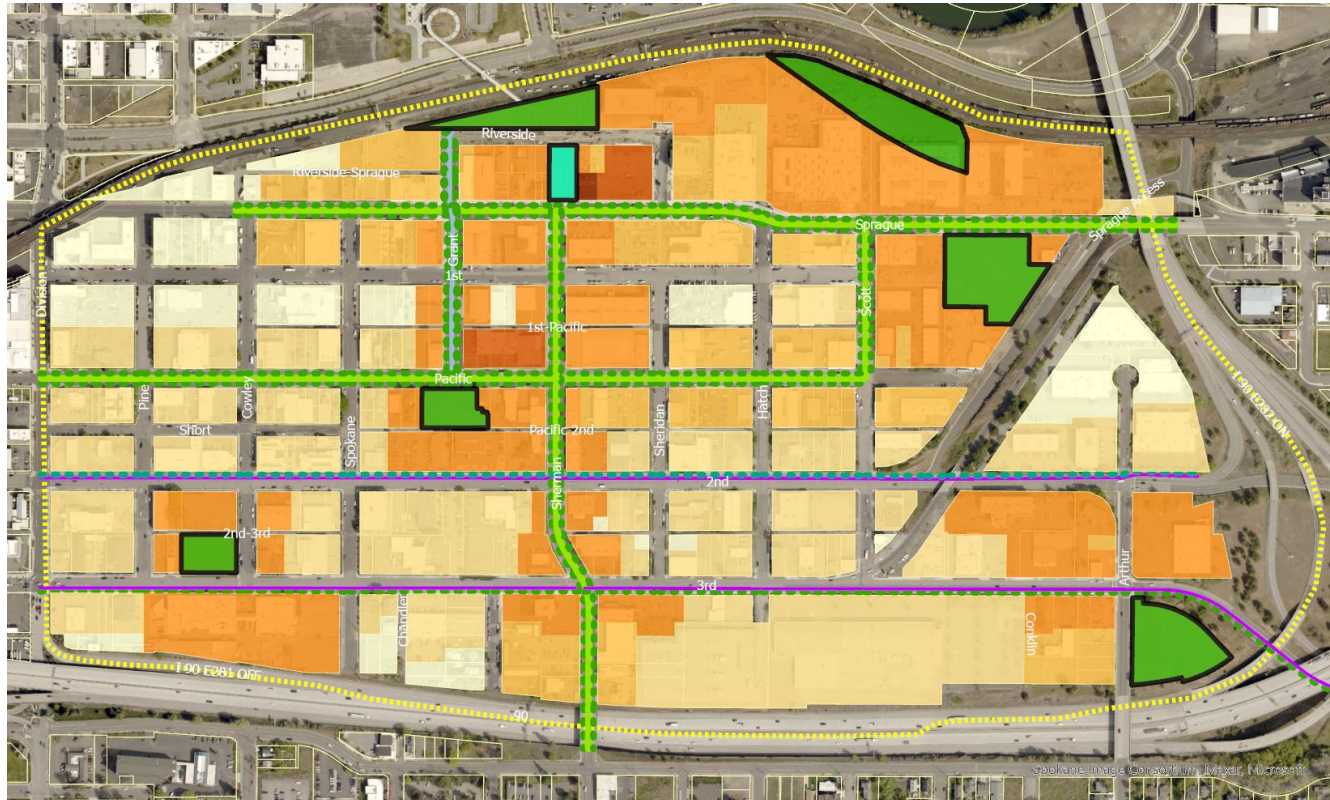 Riverside
Riverside-Sprague
Sprague
Sprague Access
Grant
1st
Division
Scott
1st-Pacific
Pacific
Pine
Cowley
Hatch
Short
Spokane
Pacific-2nd
Sheridan
I 90 E282 ON
Sherman
2nd
2nd-3rd
Arthur
3rd
Chandler
Conklin
I 90 E281 OFF
90
Spokane Image Consortium, Maxar, Microsoft